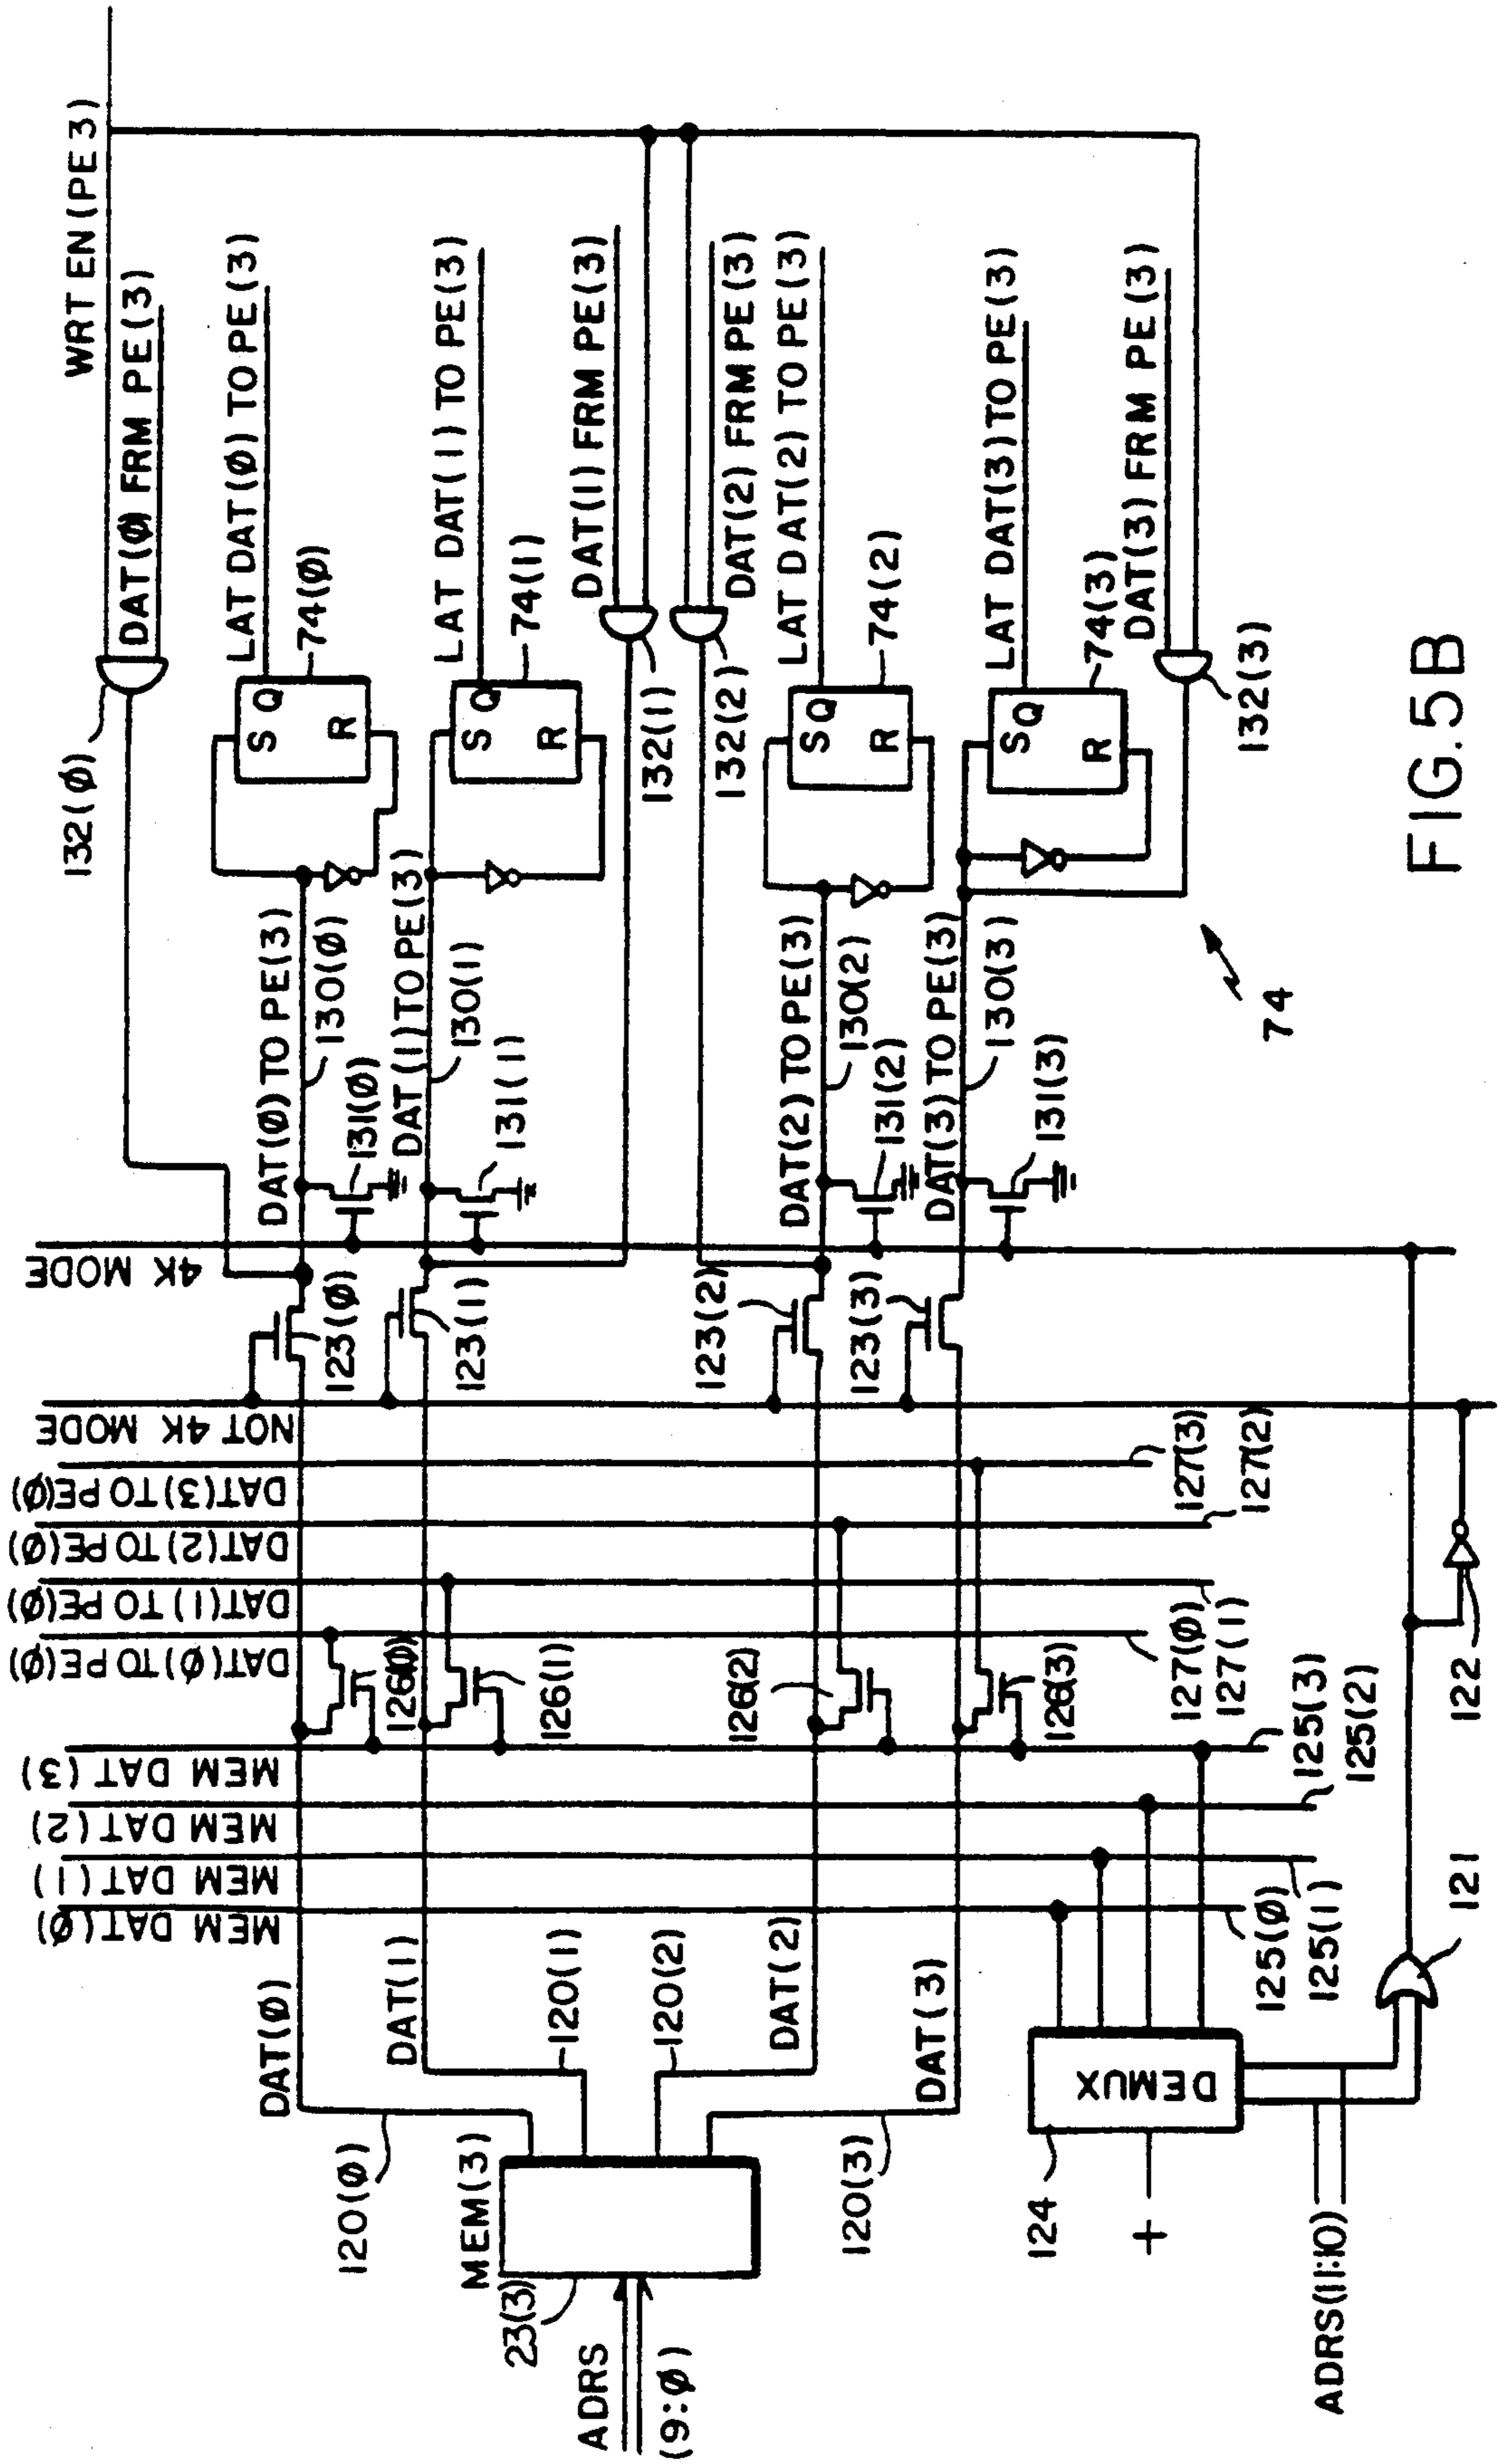 WRT EN (PE 3)
132(Ø)
DAT(Ø) FRM PE(3)
LAT DAT(Ø) TO PE(3)
74(Ø)
S
Q
R
LAT DAT(1) TO PE(3)
74(1)
S
Q
R
DAT(1) FRM PE(3)
132(1)
132(2)
DAT(2) FRM PE(3)
LAT DAT(2) TO PE(3)
74(2)
S
Q
R
LAT DAT(3) TO PE(3)
74(3)
S
Q
R
DAT(3) FRM PE(3)
132(3)
DAT(Ø) TO PE(3)
130(Ø)
131(Ø)
DAT(1) TO PE(3)
130(1)
131(1)
DAT(2) TO PE(3)
130(2)
131(2)
DAT(3) TO PE(3)
130(3)
131(3)
74
4K MODE
123(Ø)
123(1)
123(2)
123(3)
NOT 4K MODE
DAT(3) TO PE(Ø)
DAT(2) TO PE(Ø)
DAT(1) TO PE(Ø)
DAT(Ø) TO PE(Ø)
127(3)
127(2)
126(Ø)
126(1)
126(2)
126(3)
127(Ø)
127(1)
MEM DAT (3)
MEM DAT (2)
MEM DAT (1)
MEM DAT (Ø)
125(3)
125(2)
125(Ø)
125(1)
122
121
DAT(Ø)
DAT(1)
120(1)
120(2)
DAT(2)
DAT(3)
120(Ø)
MEM(3)
23(3)
120(3)
ADRS
(9:Ø)
DEMUX
124
+
ADRS(11:10)
FIG.5B